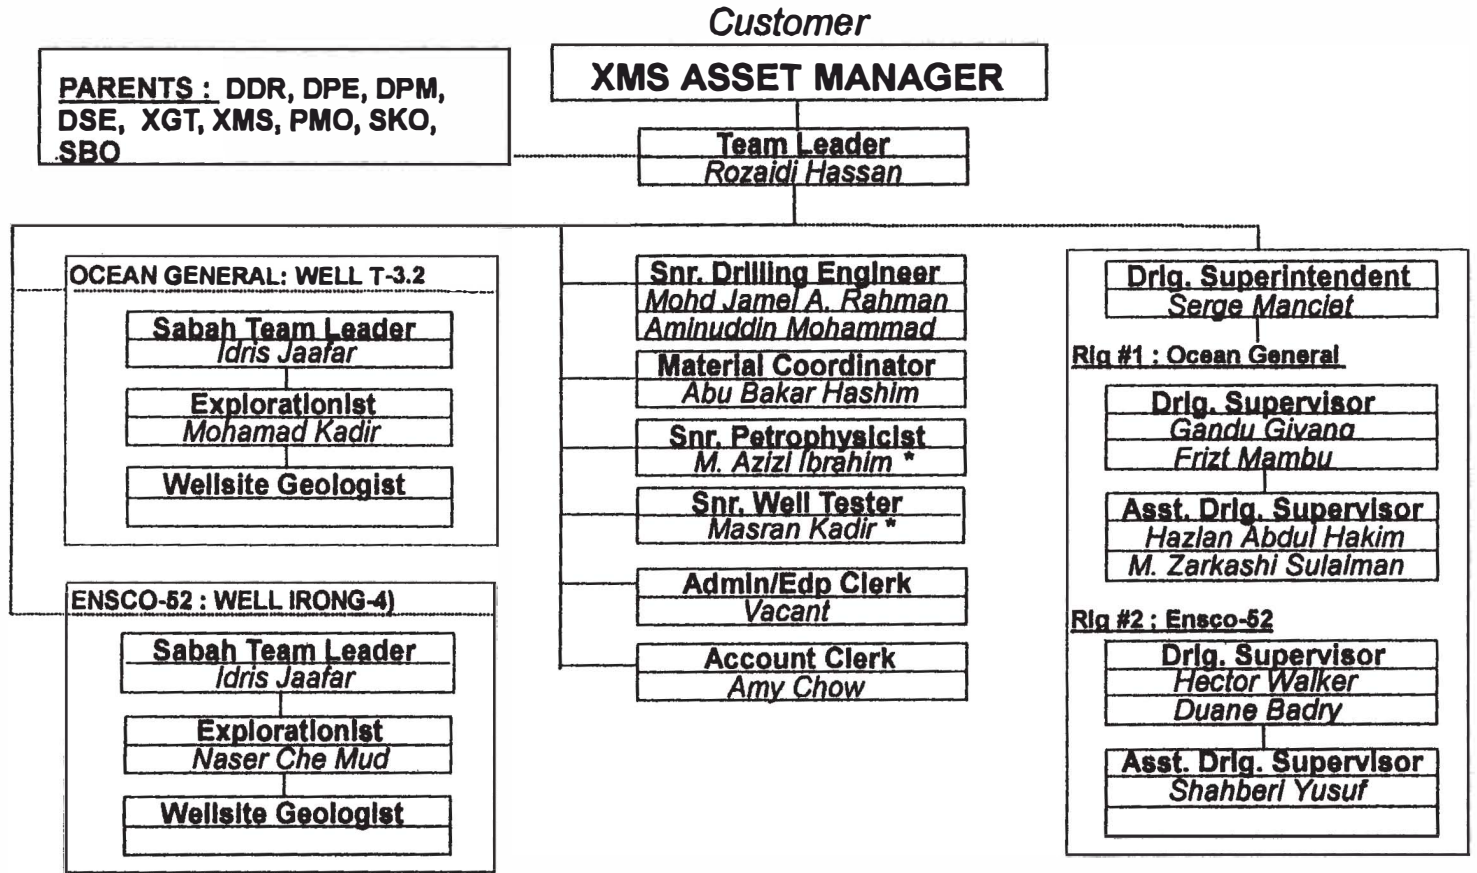 Customer
XMS ASSET MANAGER
PARENTS : DDR, DPE, DPM,
DSE, XGT, XMS, PMO, SKO,
SBO
Team Leader
Rozaidi Hassan
OCEAN GENERAL: WELL T-3.2
Sabah Team Leader
Idris Jaafar
Explorationist
Mohamad Kadir
Wellsite Geologist
ENSCO-52 : WELL IRONG-4)
Sabah Team Leader
Idris Jaafar
Explorationist
Naser Che Mud
Wellsite Geologist
Snr. Drilling Engineer
Mohd Jamel A. Rahman
Aminuddin Mohammad
Material Coordinator
Abu Bakar Hashim
Snr. Petrophysicist
M. Azizi Ibrahim *
Snr. Well Tester
Masran Kadir *
Admin/Edp Clerk
Vacant
Account Clerk
Amy Chow
Drlg. Superintendent
Serge Manciet
Rig #1 : Ocean General
Drlg. Supervisor
Gandu Giyang
Frizt Mambu
Asst. Drlg. Supervisor
Hazlan Abdul Hakim
M. Zarkashi Sulaiman
Rig #2 : Ensco-52
Drlg. Supervisor
Hector Walker
Duane Badry
Asst. Drlg. Supervisor
Shahberi Yusuf